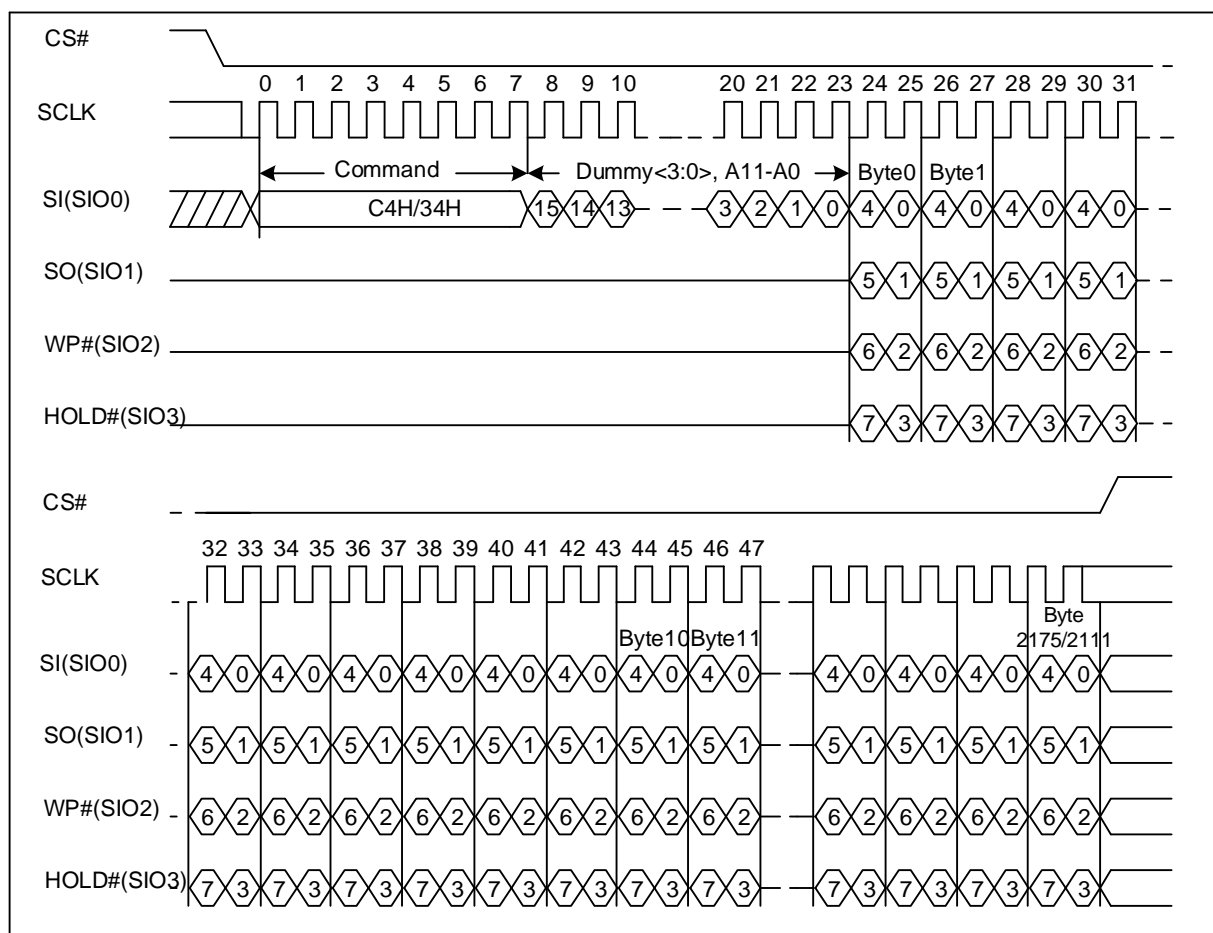 CS#
0 1 2 3 4 5 6 7 8 9 10 20 21 22 23 24 25 26 27 28 29 30 31
SCLK
Command Dummy<3:0>, A11-A0 Byte0 Byte1
SI(SIO0) C4H/34H 15 14 13 3 2 1 0 4 0 4 0 4 0 4 0
SO(SIO1) 5 1 5 1 5 1 5 1
WP#(SIO2) 6 2 6 2 6 2 6 2
HOLD#(SIO3) 7 3 7 3 7 3 7 3
CS#
32 33 34 35 36 37 38 39 40 41 42 43 44 45 46 47
SCLK
Byte10 Byte11 Byte
2175/2111
SI(SIO0) 4 0 4 0 4 0 4 0 4 0 4 0 4 0 4 0 4 0 4 0 4 0 4 0
SO(SIO1) 5 1 5 1 5 1 5 1 5 1 5 1 5 1 5 1 5 1 5 1 5 1 5 1
WP#(SIO2) 6 2 6 2 6 2 6 2 6 2 6 2 6 2 6 2 6 2 6 2 6 2 6 2
HOLD#(SIO3) 7 3 7 3 7 3 7 3 7 3 7 3 7 3 7 3 7 3 7 3 7 3 7 3